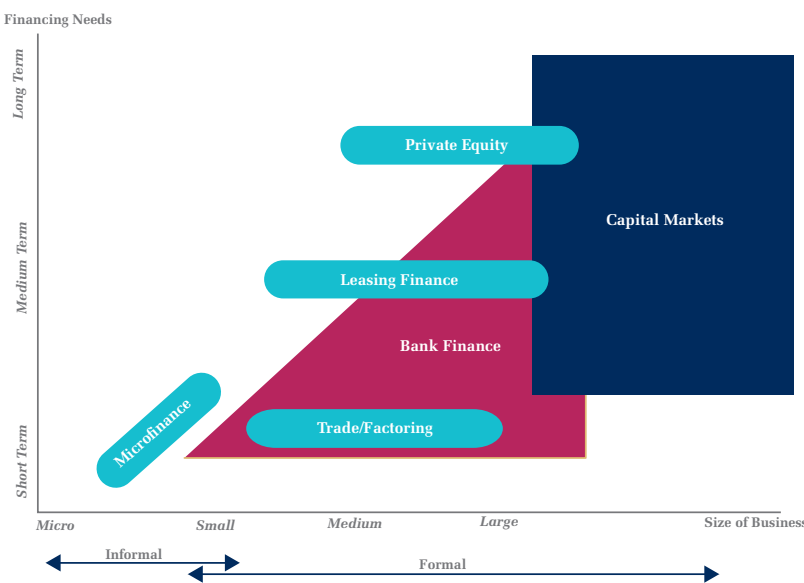 Financing Needs
Long Term
Private Equity
Capital Markets
Medium Term
Leasing Finance
Bank Finance
Microfinance
Trade/Factoring
Short Term
Micro
Small
Medium
Large
Size of Business
Informal
Formal